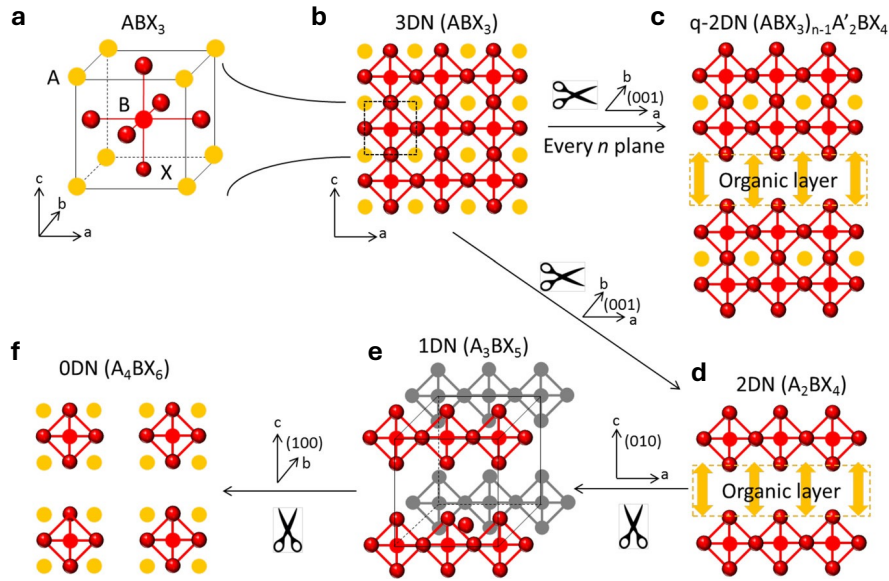 a
ABX₃
A
B
X
c
b
a
b
3DN (ABX₃)
c
a
b
(001)
a
Every n plane
c
q-2DN (ABX₃)ₙ₋₁A'₂BX₄
Organic layer
b
(001)
a
d
2DN (A₂BX₄)
Organic layer
c
(010)
a
e
1DN (A₃BX₅)
c
(100)
b
f
0DN (A₄BX₆)